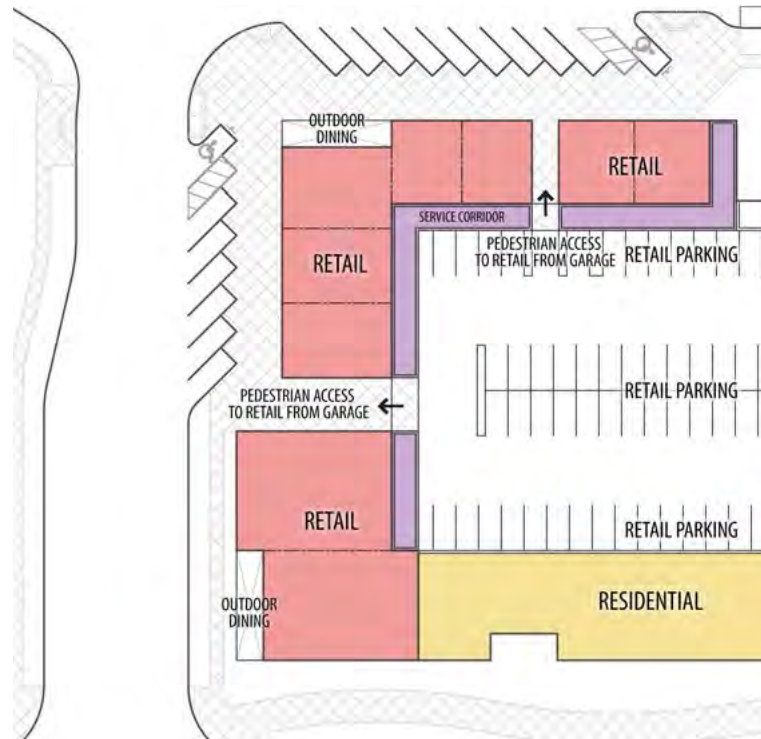 OUTDOOR
DINING
RETAIL
SERVICE CORRIDOR
PEDESTRIAN ACCESS
TO RETAIL FROM GARAGE
RETAIL PARKING
RETAIL
PEDESTRIAN ACCESS
TO RETAIL FROM GARAGE
RETAIL PARKING
RETAIL
RETAIL PARKING
OUTDOOR
DINING
RESIDENTIAL